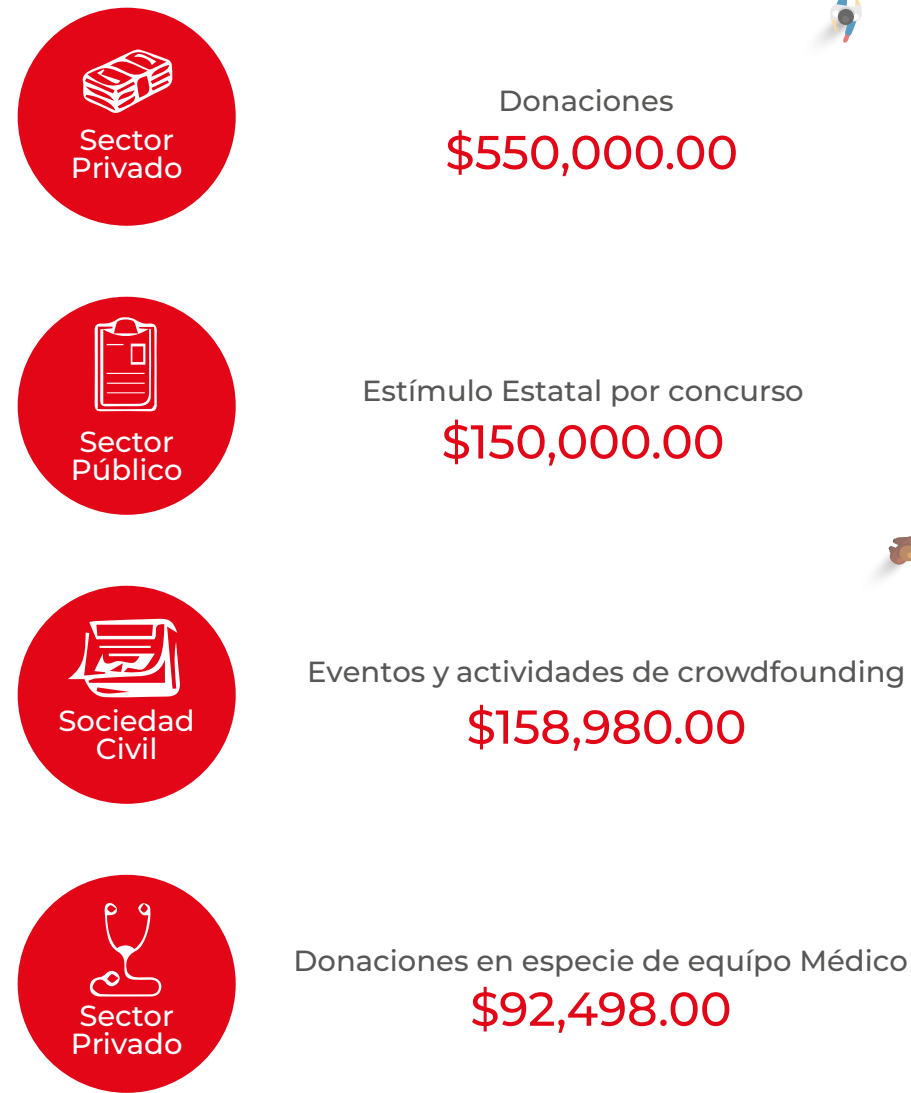 Sector
Privado
Donaciones
$550,000.00
Sector
Público
Estímulo Estatal por concurso
$150,000.00
Sociedad
Civil
Eventos y actividades de crowdfounding
$158,980.00
Sector
Privado
Donaciones en especie de equípo Médico
$92,498.00